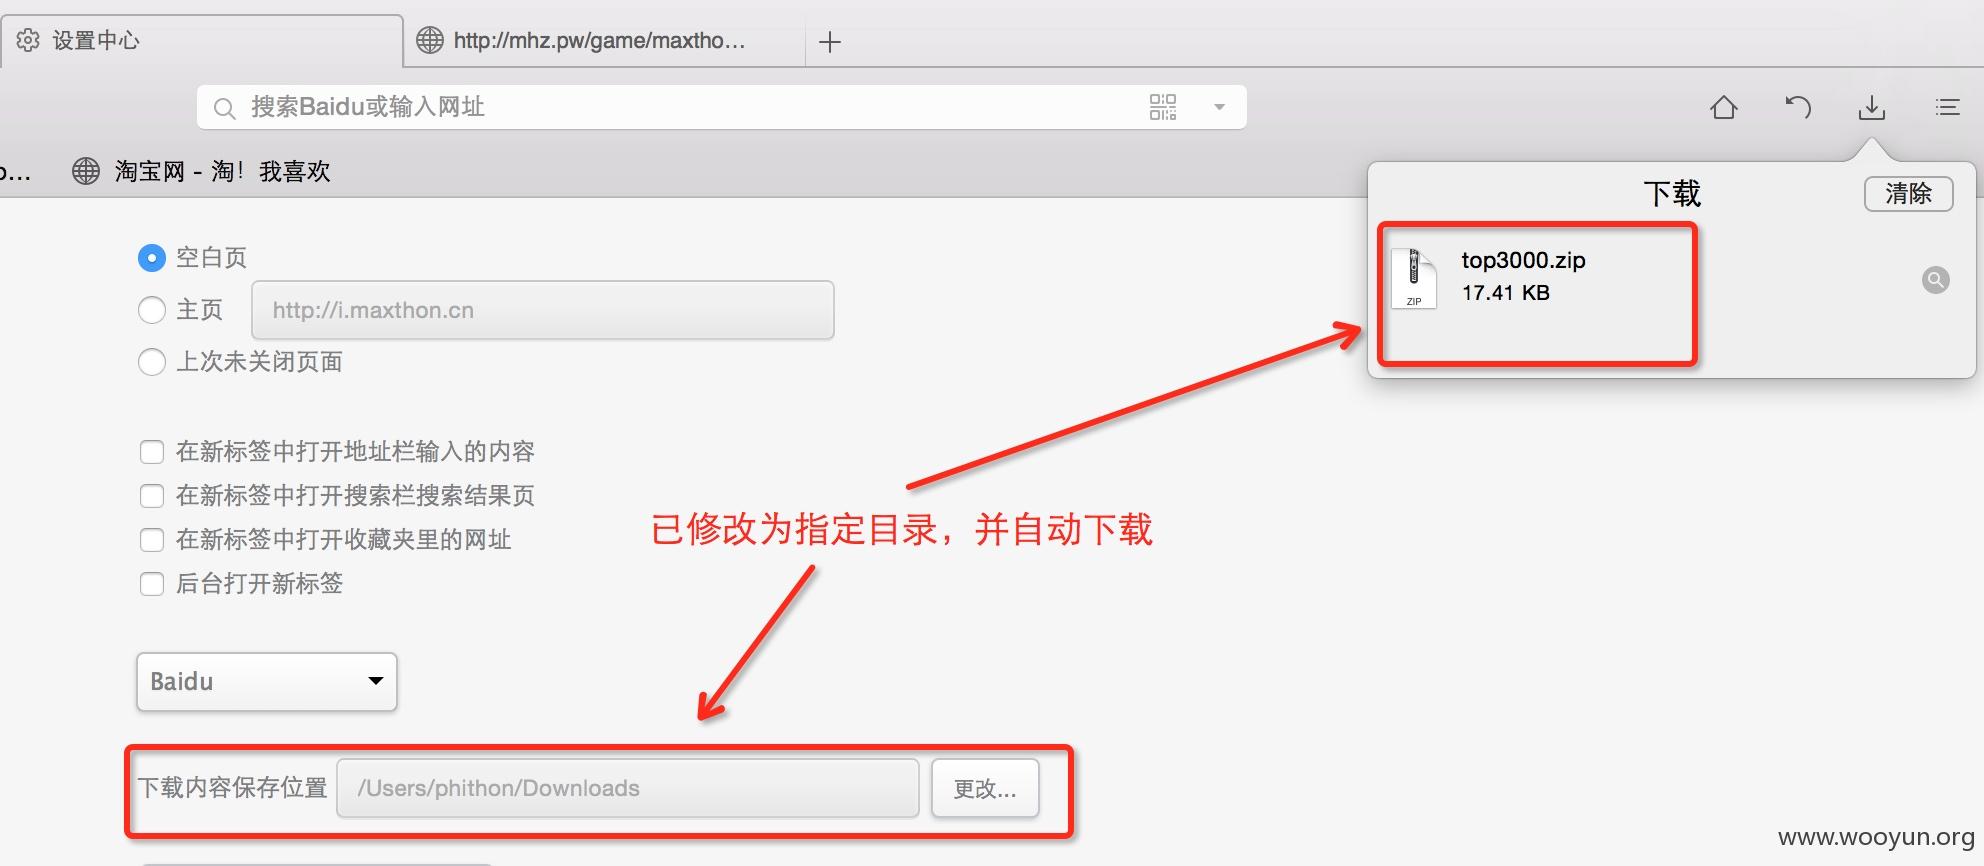 设置中心
http://mhz.pw/game/maxtho...
搜索Baidu或输入网址
淘宝网 - 淘！我喜欢
下载
清除
top3000.zip
17.41 KB
ZIP
空白页
主页
http://i.maxthon.cn
上次未关闭页面
在新标签中打开地址栏输入的内容
在新标签中打开搜索栏搜索结果页
在新标签中打开收藏夹里的网址
后台打开新标签
已修改为指定目录，并自动下载
Baidu
下载内容保存位置
/Users/phithon/Downloads
更改...
www.wooyun.org